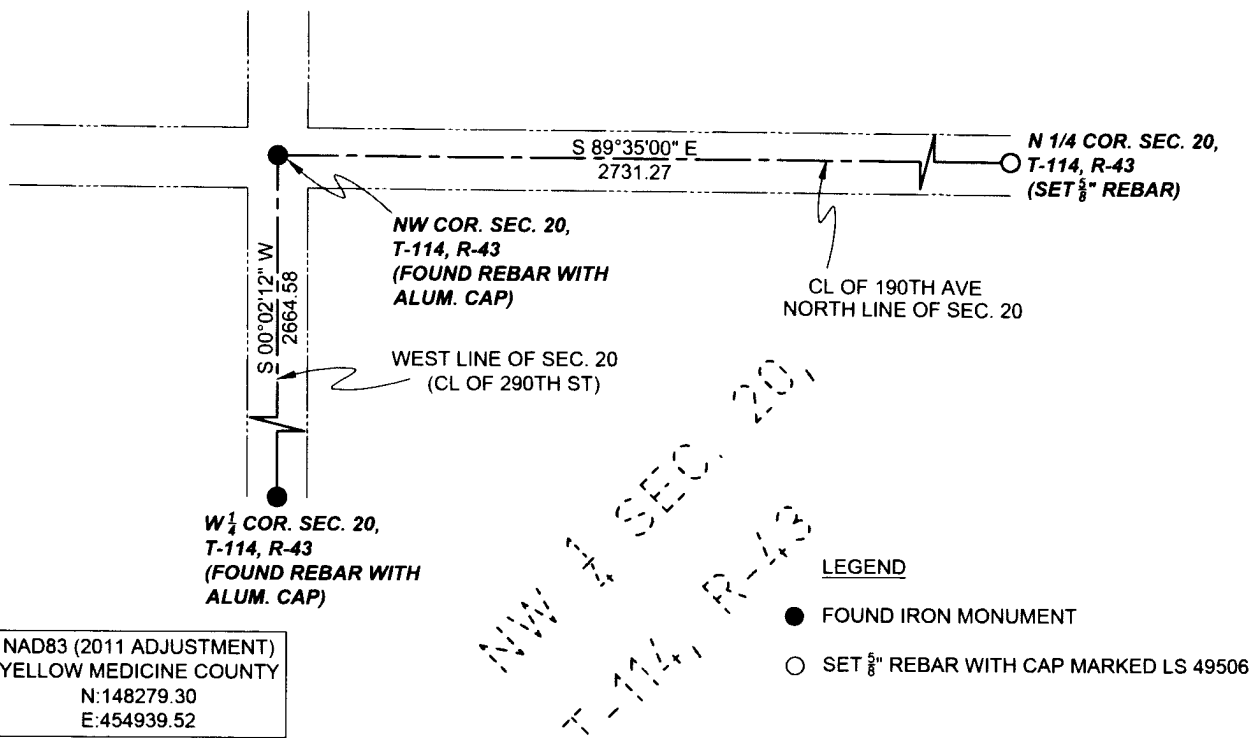 S 89°35'00" E
2731.27
N 1/4 COR. SEC. 20,
T-114, R-43
(SET 5/8" REBAR)
NW COR. SEC. 20,
T-114, R-43
(FOUND REBAR WITH
ALUM. CAP)
S 00°02'12" W
2664.58
CL OF 190TH AVE
NORTH LINE OF SEC. 20
WEST LINE OF SEC. 20
(CL OF 290TH ST)
W 1/4 COR. SEC. 20,
T-114, R-43
(FOUND REBAR WITH
ALUM. CAP)
NW 1/4 SEC. 20,
T-114, R-43
LEGEND
FOUND IRON MONUMENT
SET 5/8" REBAR WITH CAP MARKED LS 49506
NAD83 (2011 ADJUSTMENT)
YELLOW MEDICINE COUNTY
N:148279.30
E:454939.52